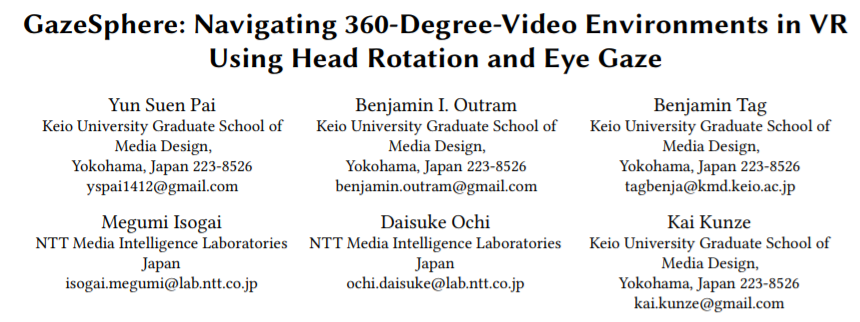 GazeSphere: Navigating 360-Degree-Video Environments in VR
Using Head Rotation and Eye Gaze
Yun Suen Pai
Keio University Graduate School of
Media Design,
Yokohama, Japan 223-8526
yspai1412@gmail.com
Benjamin I. Outram
Keio University Graduate School of
Media Design,
Yokohama, Japan 223-8526
benjamin.outram@gmail.com
Benjamin Tag
Keio University Graduate School of
Media Design,
Yokohama, Japan 223-8526
tagbenja@kmd.keio.ac.jp
Megumi Isogai
NTT Media Intelligence Laboratories
Japan
isogai.megumi@lab.ntt.co.jp
Daisuke Ochi
NTT Media Intelligence Laboratories
Japan
ochi.daisuke@lab.ntt.co.jp
Kai Kunze
Keio University Graduate School of
Media Design,
Yokohama, Japan 223-8526
kai.kunze@gmail.com